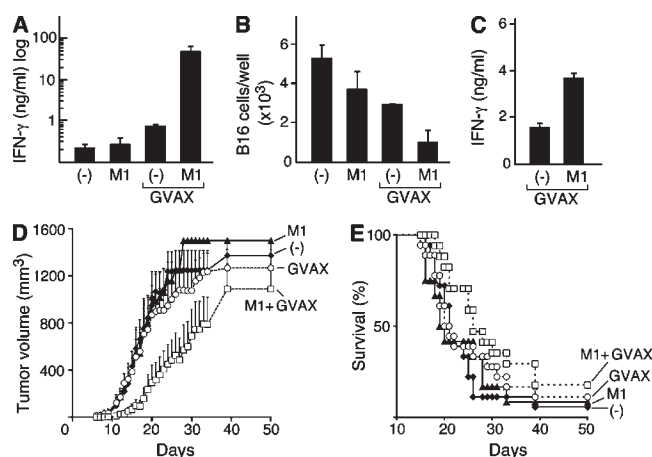 A
IFN-γ (ng/ml) log
100
10
1
(-) M1 (-) M1
GVAX
B
B16 cells/well
(x10³)
6
4
2
0
(-) M1 (-) M1
GVAX
C
IFN-γ (ng/ml)
6
4
2
0
(-) M1
GVAX
D
Tumor volume (mm³)
1600
1200
800
400
0
0 10 20 30 40 50
Days
M1
(-)
GVAX
M1+GVAX
E
Survival (%)
100
50
10 20 30 40 50
Days
M1+GVAX
GVAX
M1
(-)